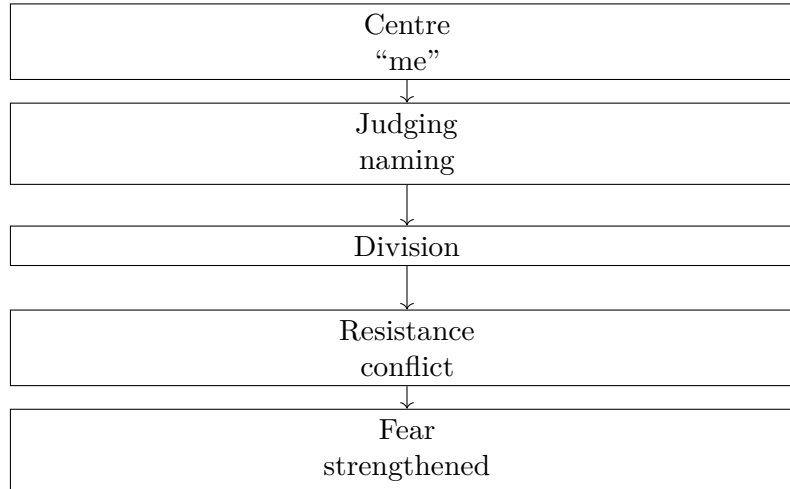 Centre
“me”
Judging
naming
Division
Resistance
conflict
Fear
strengthened